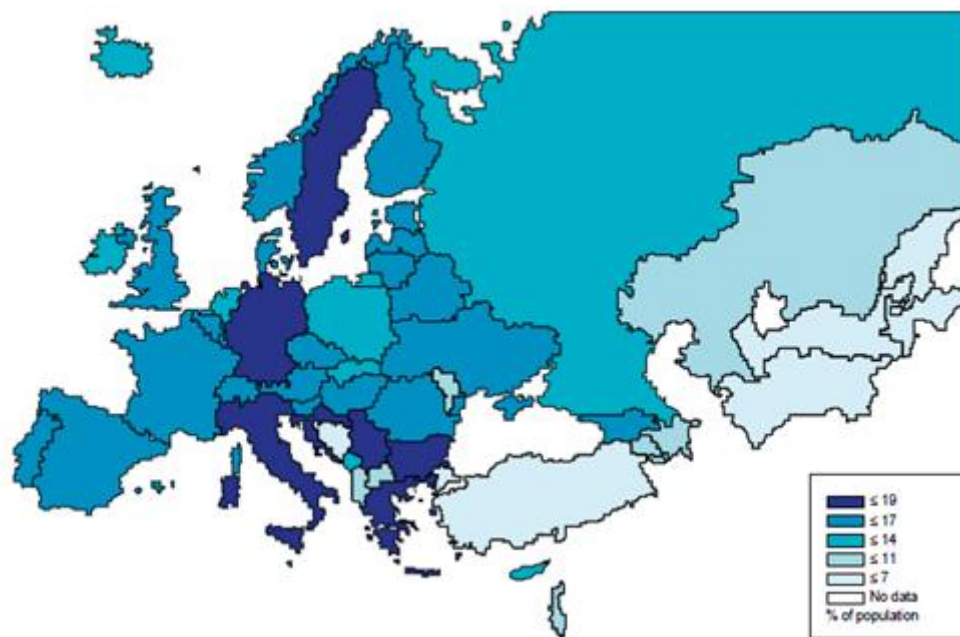 ≤ 19
≤ 17
≤ 14
≤ 11
≤ 7
No data
% of population